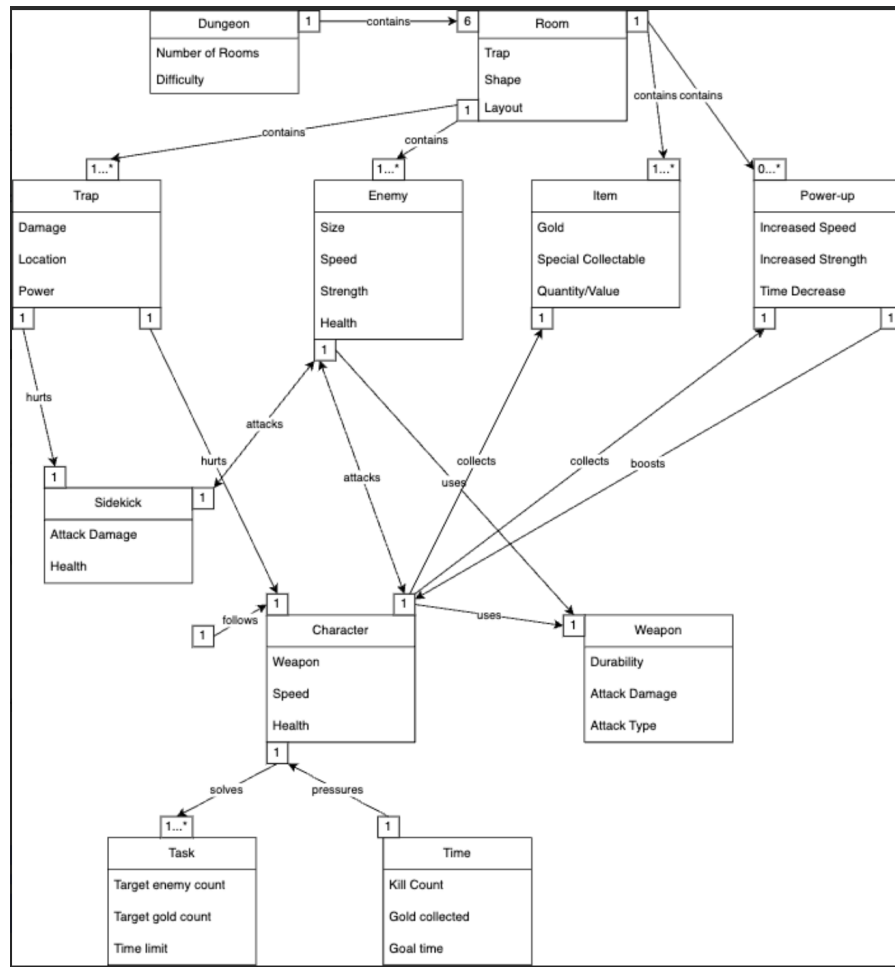 Dungeon
1
contains
6
Room
1
Number of Rooms
Difficulty
Trap
Shape
Layout
1
contains
contains
contains
contains
1...*
1...*
1...*
0...*
Trap
Damage
Location
Power
1
1
Enemy
Size
Speed
Strength
Health
1
Item
Gold
Special Collectable
Quantity/Value
1
Power-up
Increased Speed
Increased Strength
Time Decrease
1
1
hurts
attacks
hurts
attacks
collects
uses
collects
boosts
1
Sidekick
1
Attack Damage
Health
1
follows
1
1
Character
Weapon
Speed
Health
1
uses
1
Weapon
Durability
Attack Damage
Attack Type
solves
pressures
1...*
1
Task
Target enemy count
Target gold count
Time limit
Time
Kill Count
Gold collected
Goal time